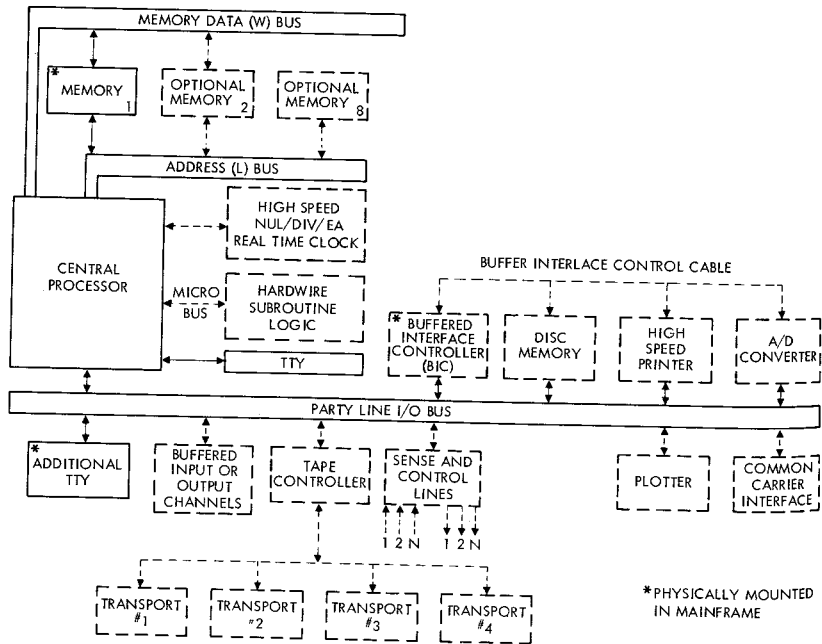 MEMORY DATA (W) BUS
* MEMORY 1
OPTIONAL
MEMORY 2
OPTIONAL
MEMORY 8
ADDRESS (L) BUS
CENTRAL
PROCESSOR
HIGH SPEED
NUL/DIV/EA
REAL TIME CLOCK
MICRO
BUS
HARDWIRE
SUBROUTINE
LOGIC
TTY
BUFFER INTERLACE CONTROL CABLE
* BUFFERED
INTERFACE
CONTROLLER
(BIC)
DISC
MEMORY
HIGH
SPEED
PRINTER
A/D
CONVERTER
PARTY LINE I/O BUS
* ADDITIONAL
TTY
BUFFERED
INPUT OR
OUTPUT
CHANNELS
TAPE
CONTROLLER
SENSE AND
CONTROL
LINES
1 2 N
1 2 N
PLOTTER
COMMON
CARRIER
INTERFACE
TRANSPORT
#1
TRANSPORT
#2
TRANSPORT
#3
TRANSPORT
#4
*PHYSICALLY MOUNTED
IN MAINFRAME